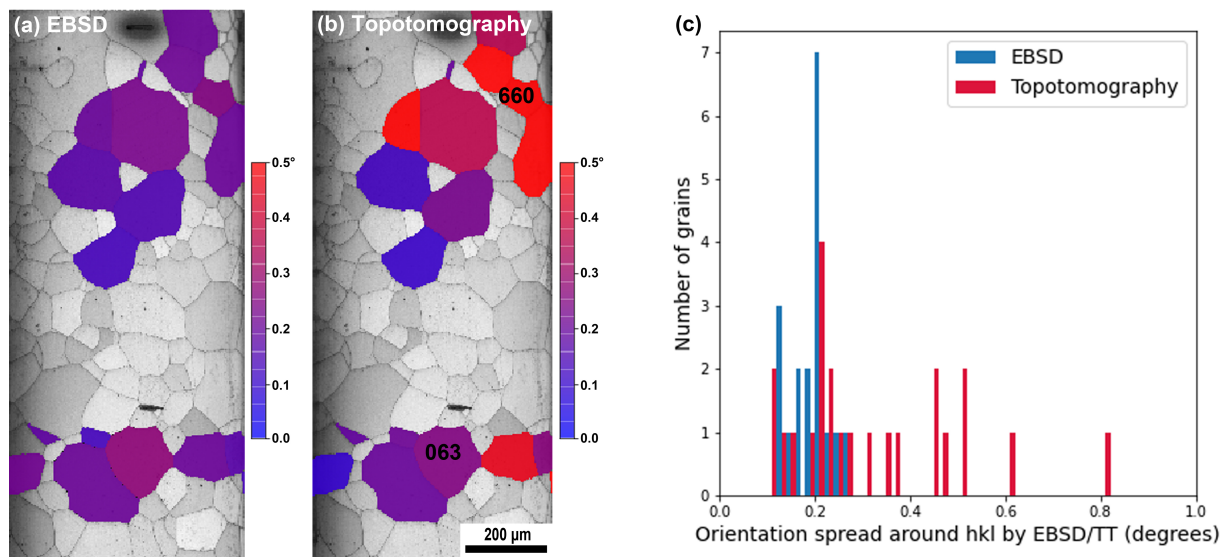 (a) EBSD
0.5°
0.4
0.3
0.2
0.1
0.0
(b) Topotomography
660
063
0.5°
0.4
0.3
0.2
0.1
0.0
200 µm
(c)
EBSD
Topotomography
Number of grains
7
6
5
4
3
2
1
0
0.0 0.2 0.4 0.6 0.8 1.0
Orientation spread around hkl by EBSD/TT (degrees)